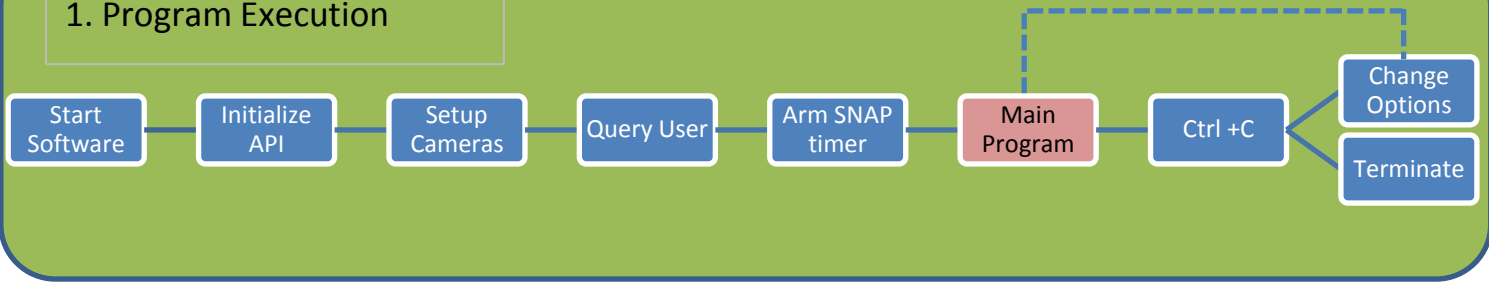 1. Program Execution
Start
Software
Initialize
API
Setup
Cameras
Query User
Arm SNAP
timer
Main
Program
Ctrl +C
Change
Options
Terminate